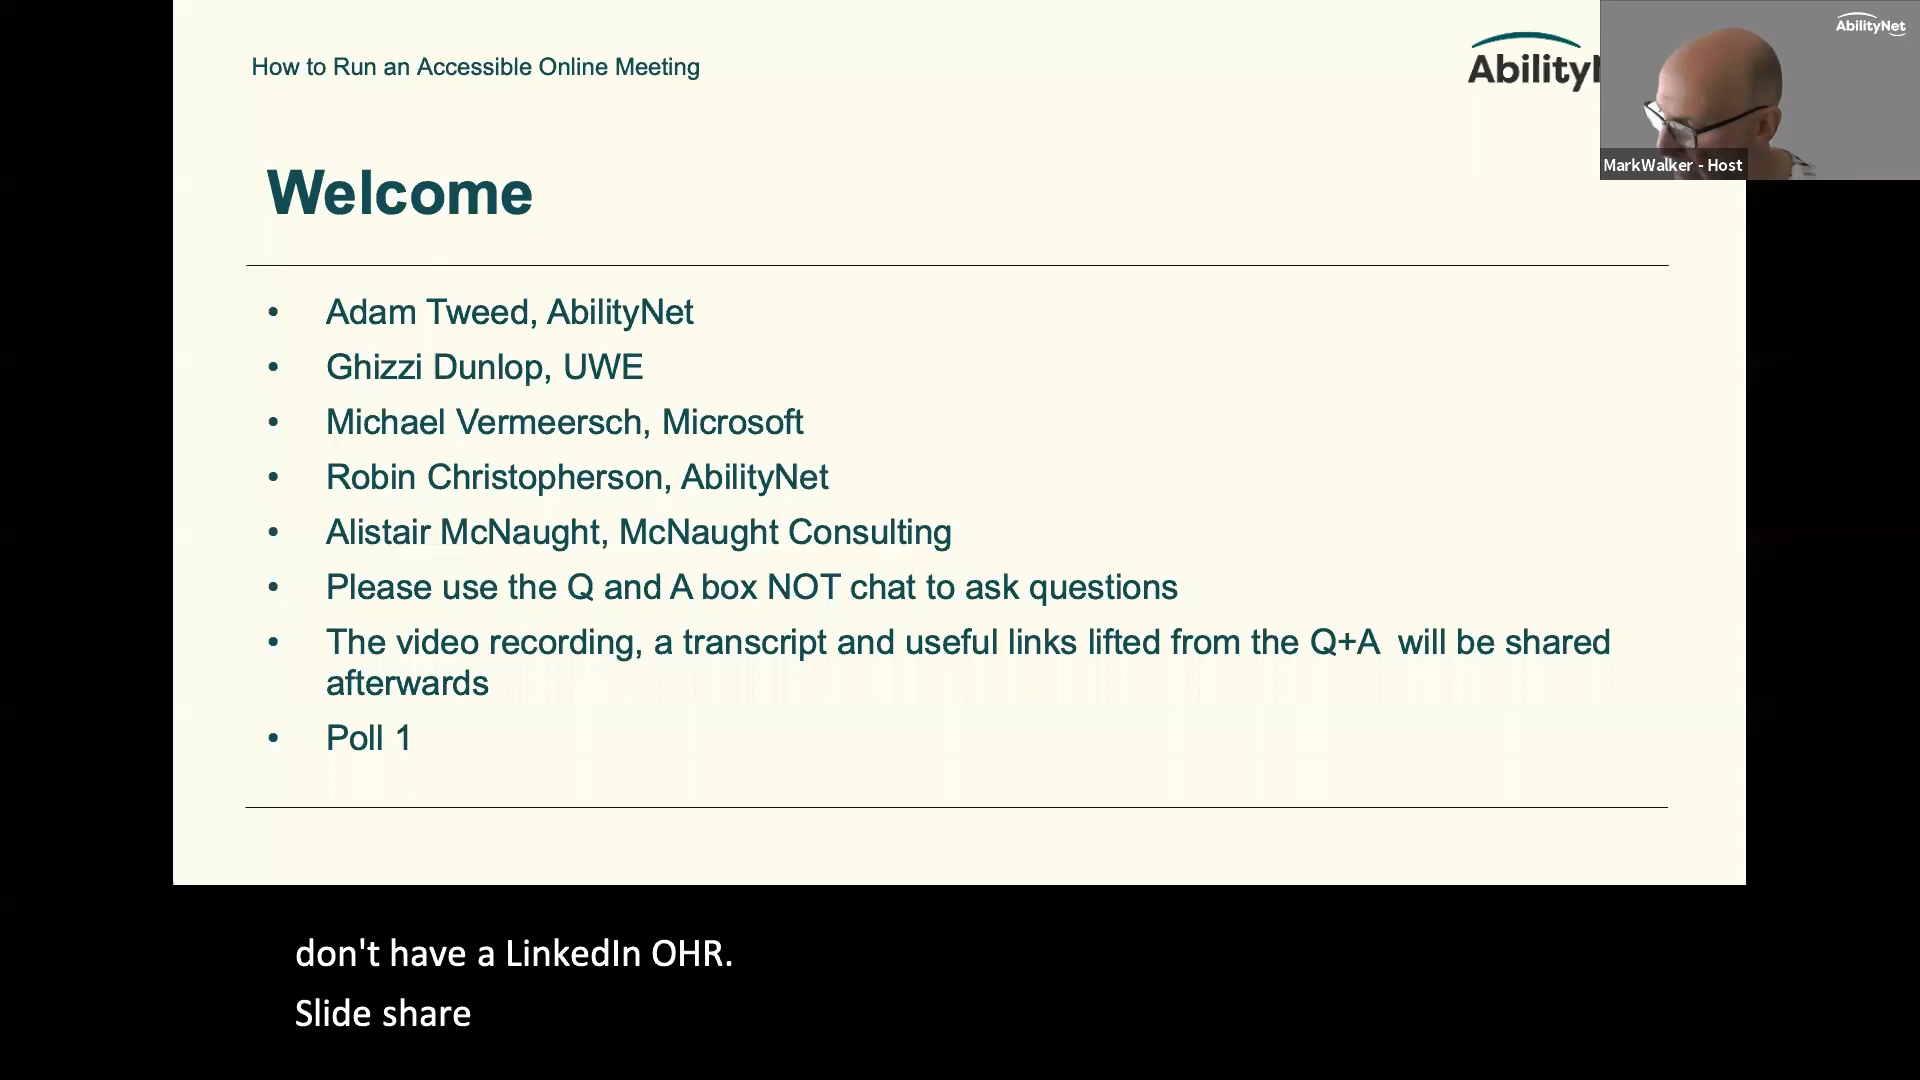 How to Run an Accessible Online Meeting
Ability
AbilityNet
MarkWalker - Host
Welcome
• Adam Tweed, AbilityNet
• Ghizzi Dunlop, UWE
• Michael Vermeersch, Microsoft
• Robin Christopherson, AbilityNet
• Alistair McNaught, McNaught Consulting
• Please use the Q and A box NOT chat to ask questions
• The video recording, a transcript and useful links lifted from the Q+A will be shared
afterwards
• Poll 1
don't have a LinkedIn OHR.
Slide share